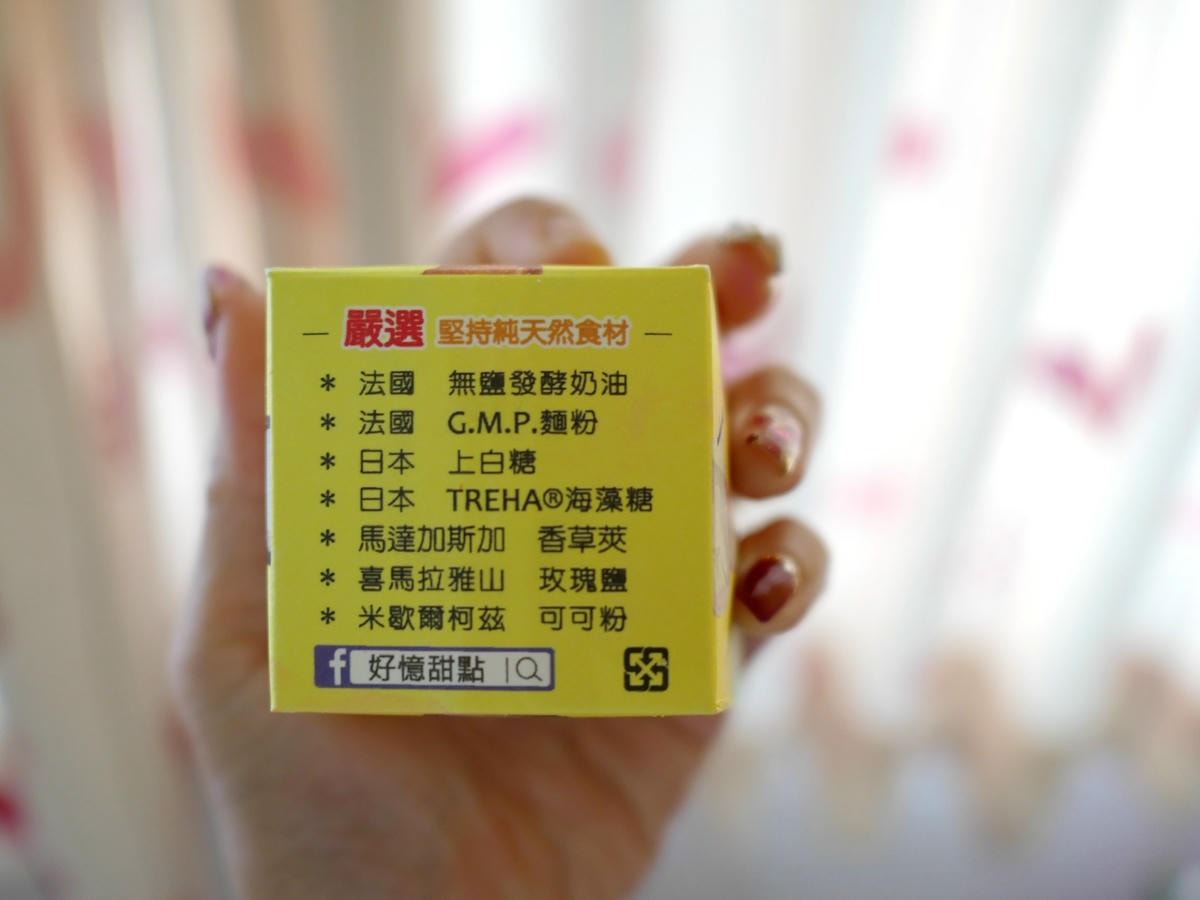 嚴選 堅持純天然食材
* 法國 無鹽發酵奶油
* 法國 G.M.P.麵粉
* 日本 上白糖
* 日本 TREHA®海藻糖
* 馬達加斯加 香草莢
* 喜馬拉雅山 玫瑰鹽
* 米歇爾柯茲 可可粉
f 好憶甜點